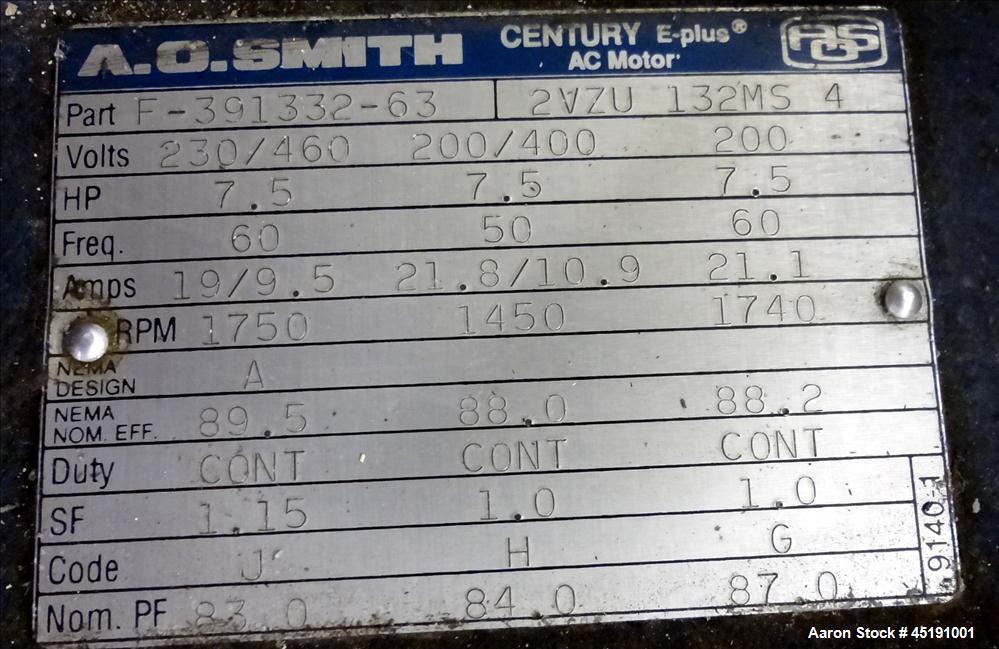 A.O.SMITH CENTURY E-plus® AC Motor AOS
Part F-391332-63 2VZU 132MS 4
Volts 230/460 200/400 200
HP 7.5 7.5 7.5
Freq. 60 50 60
Amps 19/9.5 21.8/10.9 21.1
RPM 1750 1450 1740
NEMA DESIGN A
NEMA NOM. EFF. 89.5 88.0 88.2
Duty CONT CONT CONT
SF 1.15 1.0 1.0
Code J H G
Nom. PF 83.0 84.0 87.0
9140-1
Aaron Stock # 45191001